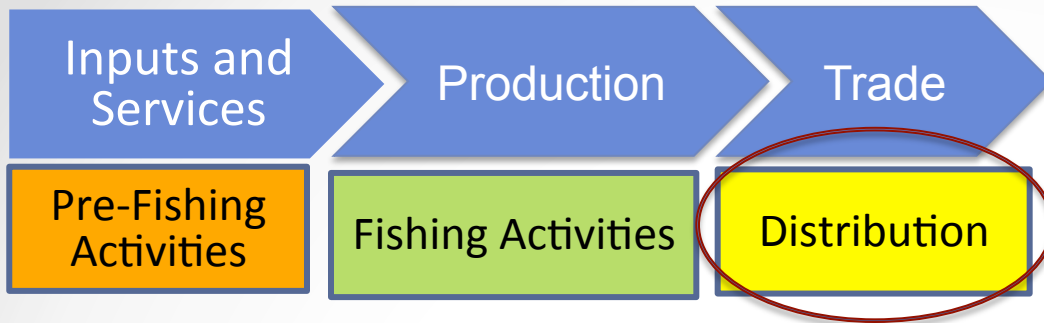 Inputs and
Services
Production
Trade
Pre-Fishing
Activities
Fishing Activities
Distribution